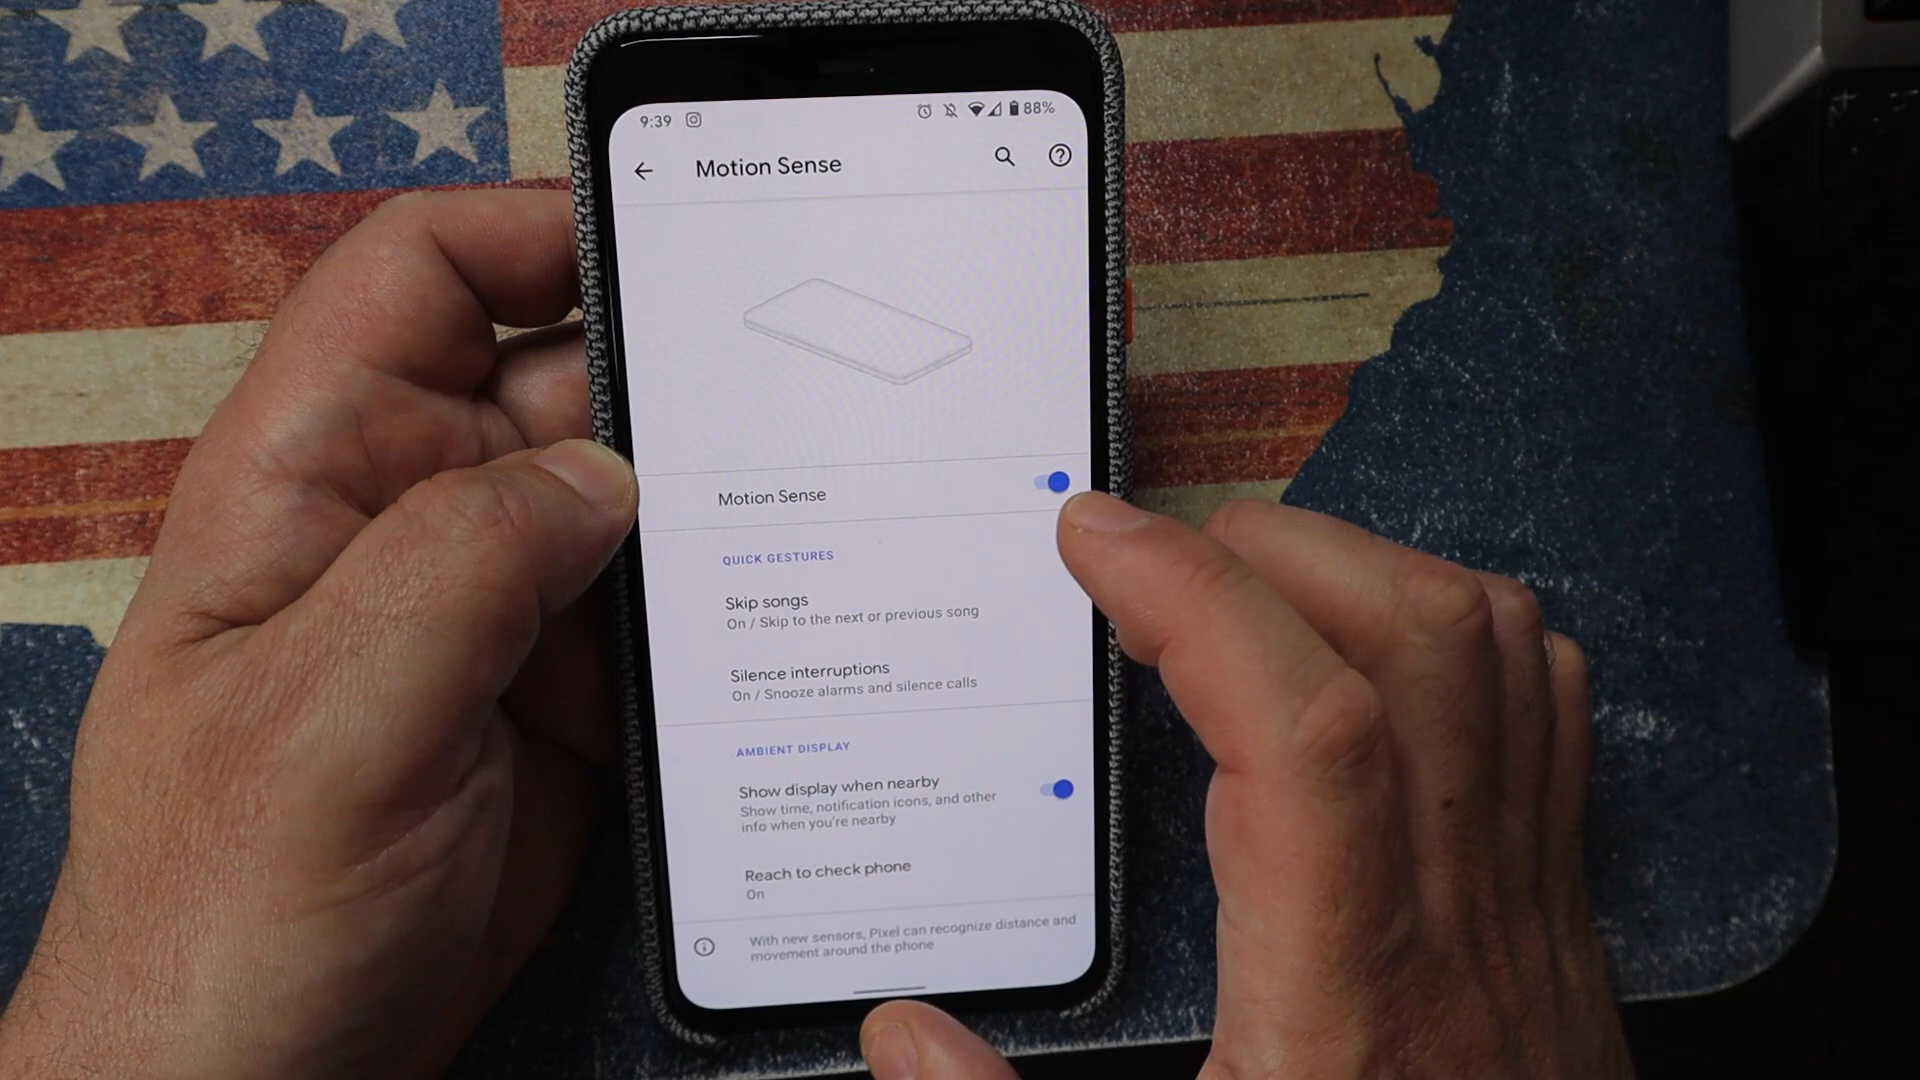 9:39 88%
Motion Sense
Motion Sense
QUICK GESTURES
Skip songs
On / Skip to the next or previous song
Silence interruptions
On / Snooze alarms and silence calls
AMBIENT DISPLAY
Show display when nearby
Show time, notification icons, and other
info when you're nearby
Reach to check phone
On
With new sensors, Pixel can recognize distance and
movement around the phone